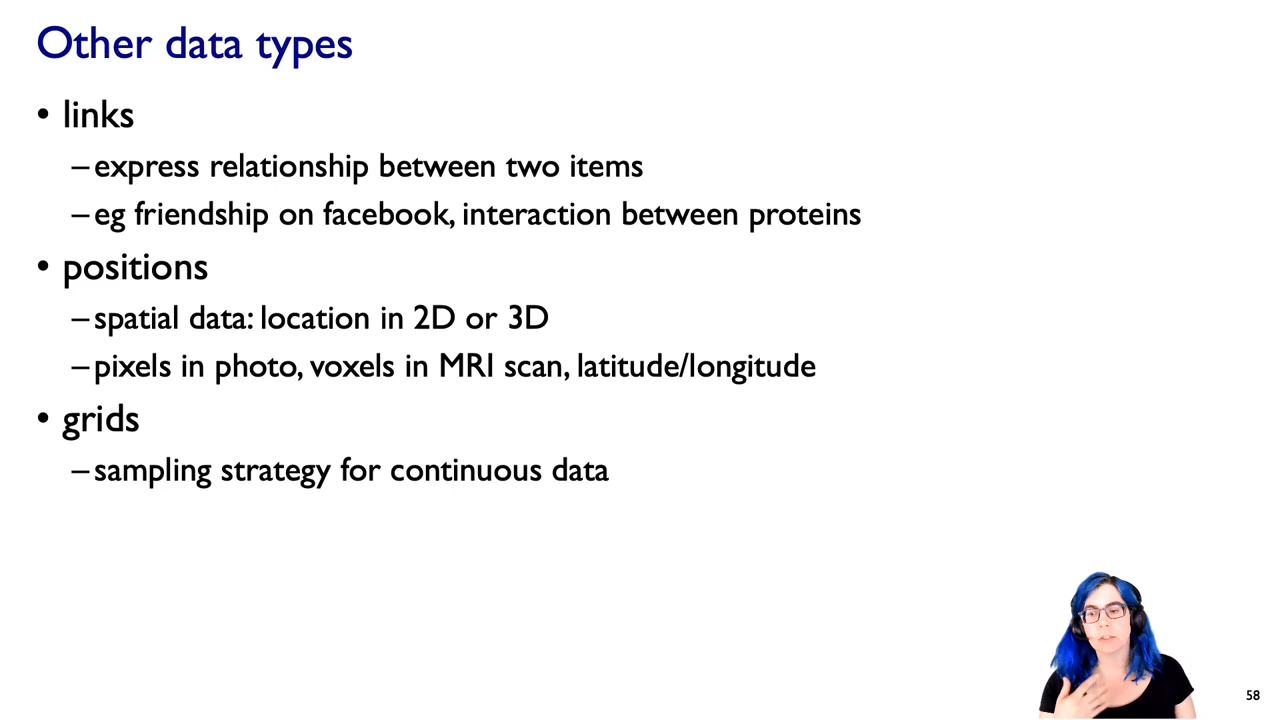 Other data types
• links
– express relationship between two items
– eg friendship on facebook, interaction between proteins
• positions
– spatial data: location in 2D or 3D
– pixels in photo, voxels in MRI scan, latitude/longitude
• grids
– sampling strategy for continuous data
58